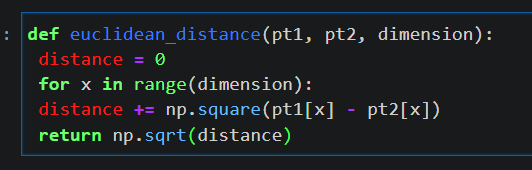 : def euclidean_distance(pt1, pt2, dimension):
distance = 0
for x in range(dimension):
distance += np.square(pt1[x] - pt2[x])
return np.sqrt(distance)